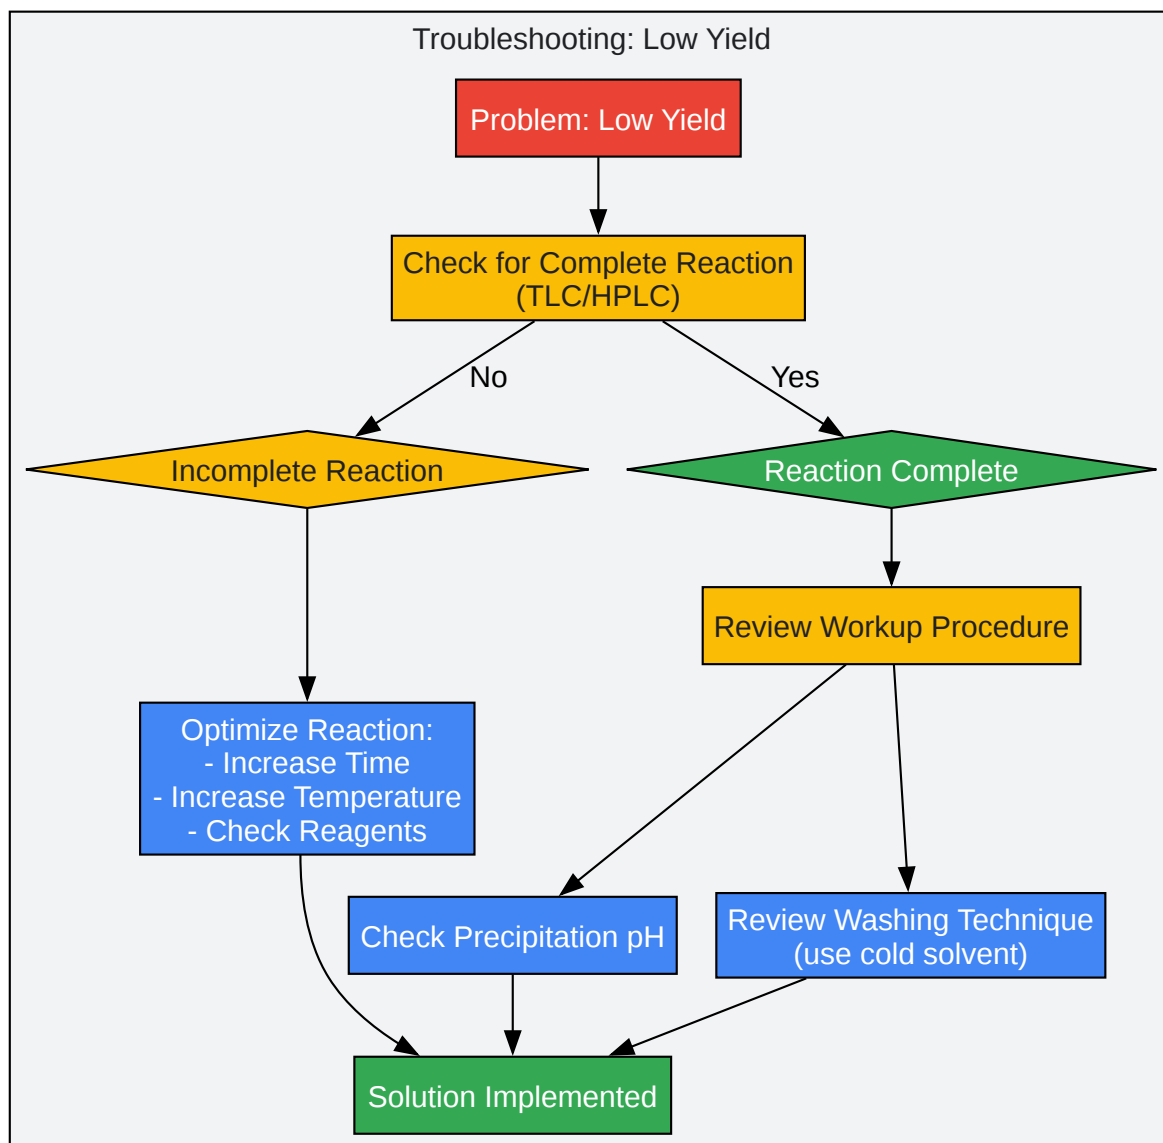 Troubleshooting: Low Yield
Problem: Low Yield
Check for Complete Reaction
(TLC/HPLC)
No
Yes
Incomplete Reaction
Reaction Complete
Review Workup Procedure
Optimize Reaction:
- Increase Time
- Increase Temperature
- Check Reagents
Check Precipitation pH
Review Washing Technique
(use cold solvent)
Solution Implemented